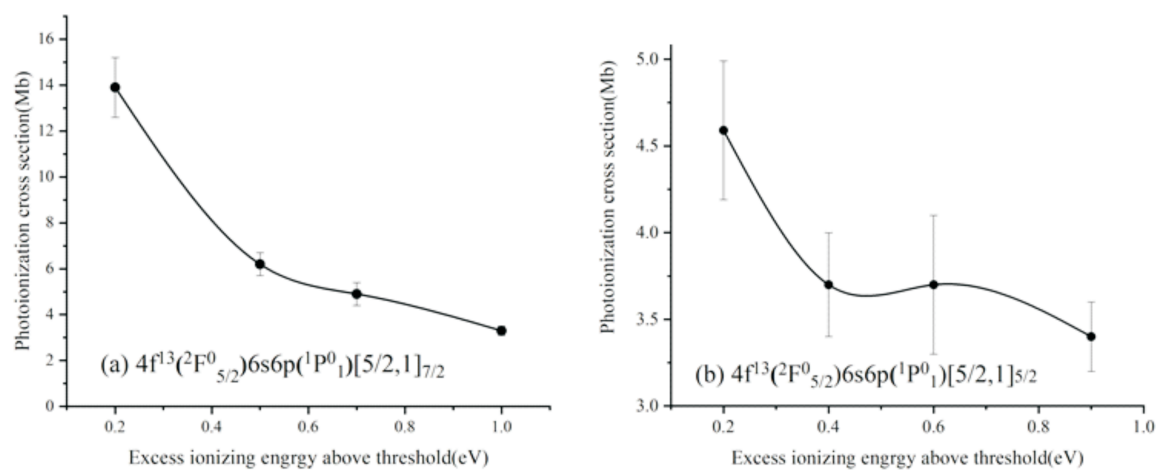 Photoionization cross section(Mb)
16
14
12
10
8
6
4
2
0
(a) 4f¹³(²F⁰₅/₂)6s6p(¹P⁰₁)[5/2,1]₇/₂
0.2 0.4 0.6 0.8 1.0
Excess ionizing engrgy above threshold(eV)
Photoionization cross section(Mb)
5.0
4.5
4.0
3.5
3.0
(b) 4f¹³(²F⁰₅/₂)6s6p(¹P⁰₁)[5/2,1]₅/₂
0.2 0.4 0.6 0.8 1.0
Excess ionizing engrgy above threshold(eV)